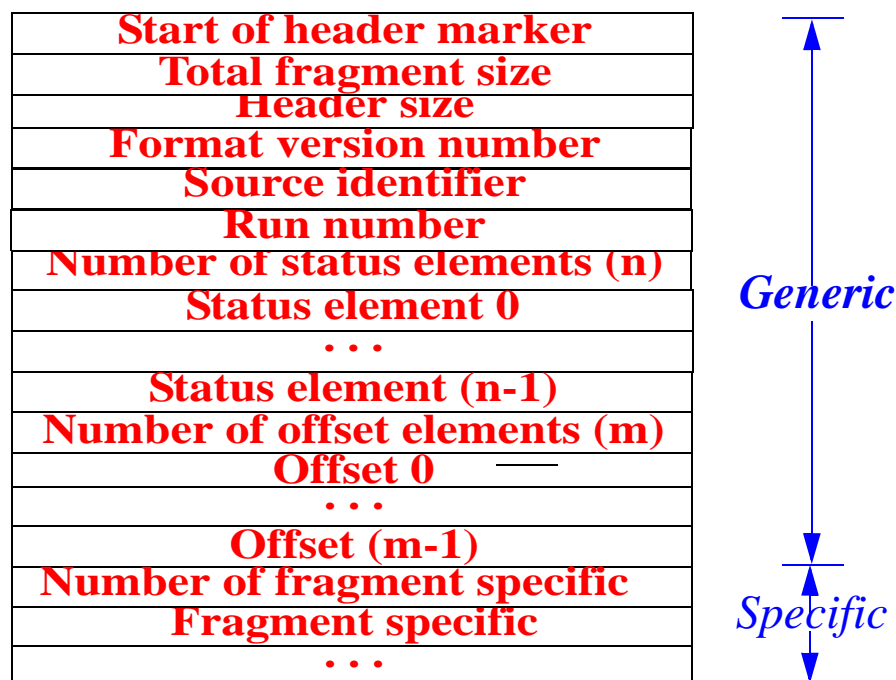 Start of header marker
Total fragment size
Header size
Format version number
Source identifier
Run number
Number of status elements (n)
Status element 0
. . .
Status element (n-1)
Number of offset elements (m)
Offset 0
. . .
Offset (m-1)
Number of fragment specific
Fragment specific
. . .
Generic
Specific